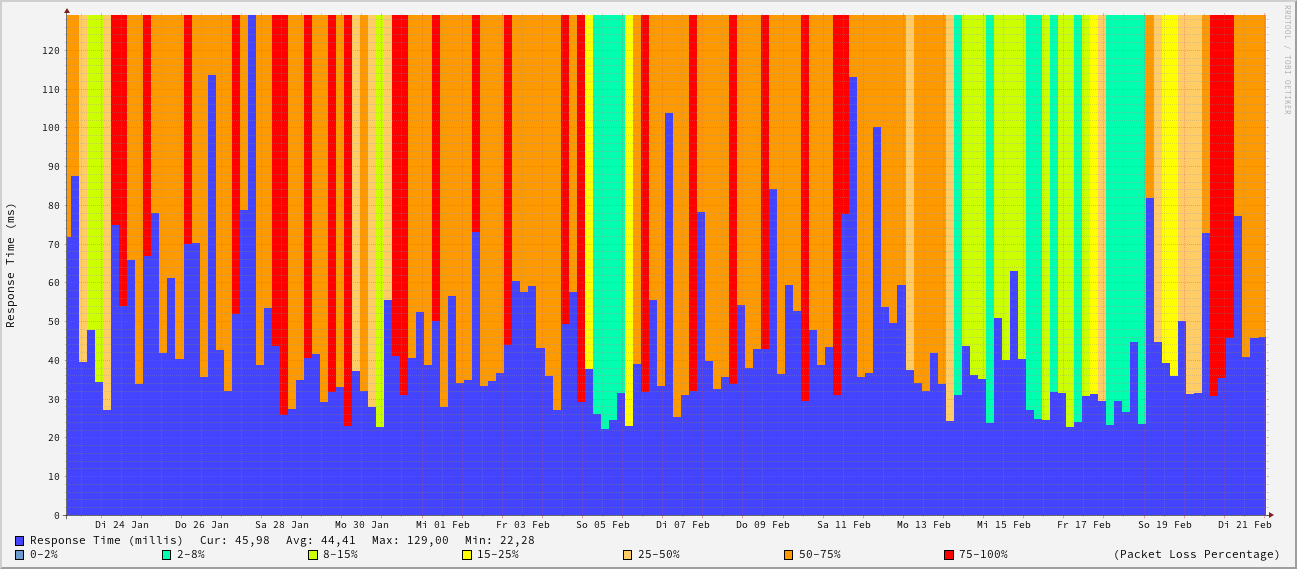 RRDTOOL / TOBI OETIKER
Response Time (ms)
120
110
100
90
80
70
60
50
40
30
20
10
0
Di 24 Jan Do 26 Jan Sa 28 Jan Mo 30 Jan Mi 01 Feb Fr 03 Feb So 05 Feb Di 07 Feb Do 09 Feb Sa 11 Feb Mo 13 Feb Mi 15 Feb Fr 17 Feb So 19 Feb Di 21 Feb
Response Time (millis) Cur: 45,98 Avg: 44,41 Max: 129,00 Min: 22,28
0-2% 2-8% 8-15% 15-25% 25-50% 50-75% 75-100% (Packet Loss Percentage)